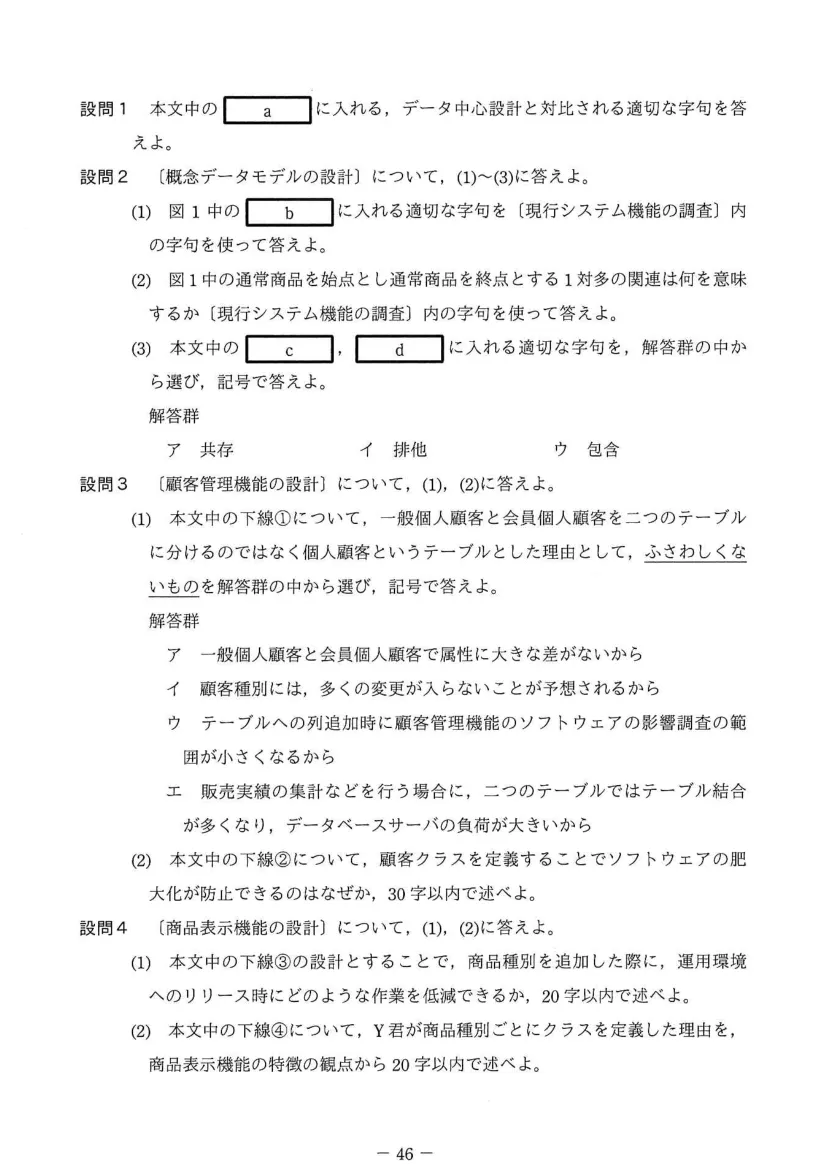 設問1 本文中の a に入れる，データ中心設計と対比される適切な字句を答
えよ。
設問2 〔概念データモデルの設計〕について，(1)～(3)に答えよ。
(1) 図1中の b に入れる適切な字句を〔現行システム機能の調査〕内
の字句を使って答えよ。
(2) 図1中の通常商品を始点とし通常商品を終点とする1対多の関連は何を意味
するか〔現行システム機能の調査〕内の字句を使って答えよ。
(3) 本文中の c ， d に入れる適切な字句を，解答群の中か
ら選び，記号で答えよ。
解答群
ア 共存 イ 排他 ウ 包含
設問3 〔顧客管理機能の設計〕について，(1)，(2)に答えよ。
(1) 本文中の下線①について，一般個人顧客と会員個人顧客を二つのテーブル
に分けるのではなく個人顧客というテーブルとした理由として，ふさわしくな
いものを解答群の中から選び，記号で答えよ。
解答群
ア 一般個人顧客と会員個人顧客で属性に大きな差がないから
イ 顧客種別には，多くの変更が入らないことが予想されるから
ウ テーブルへの列追加時に顧客管理機能のソフトウェアの影響調査の範
囲が小さくなるから
エ 販売実績の集計などを行う場合に，二つのテーブルではテーブル結合
が多くなり，データベースサーバの負荷が大きいから
(2) 本文中の下線②について，顧客クラスを定義することでソフトウェアの肥
大化が防止できるのはなぜか，30字以内で述べよ。
設問4 〔商品表示機能の設計〕について，(1)，(2)に答えよ。
(1) 本文中の下線③の設計とすることで，商品種別を追加した際に，運用環境
へのリリース時にどのような作業を低減できるか，20字以内で述べよ。
(2) 本文中の下線④について，Y君が商品種別ごとにクラスを定義した理由を，
商品表示機能の特徴の観点から20字以内で述べよ。
－ 46 －